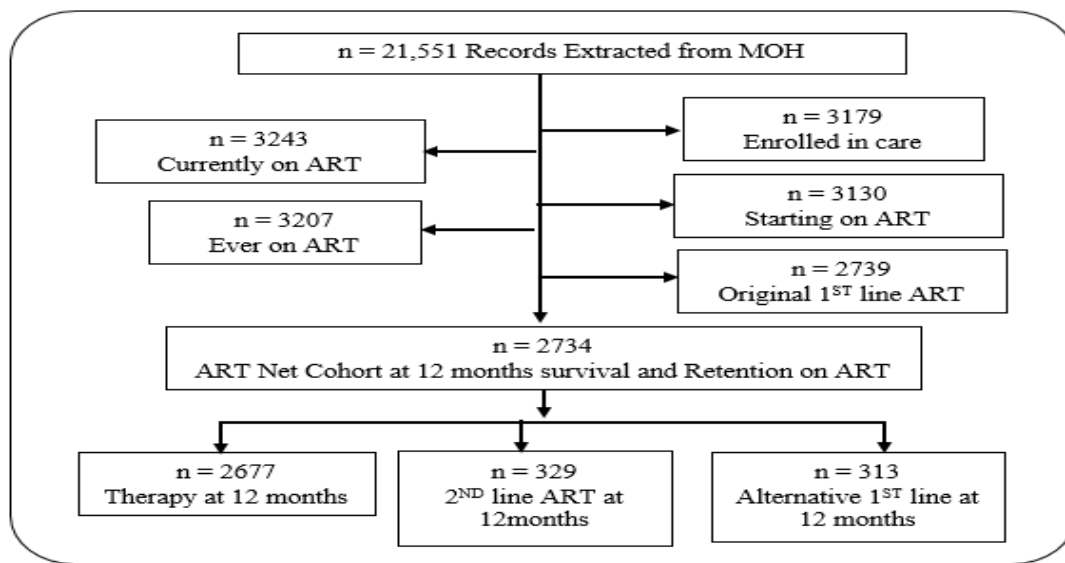 n = 21,551 Records Extracted from MOH
n = 3179
Enrolled in care
n = 3243
Currently on ART
n = 3130
Starting on ART
n = 3207
Ever on ART
n = 2739
Original 1ST line ART
n = 2734
ART Net Cohort at 12 months survival and Retention on ART
n = 2677
Therapy at 12 months
n = 329
2ND line ART at
12months
n = 313
Alternative 1ST line at
12 months